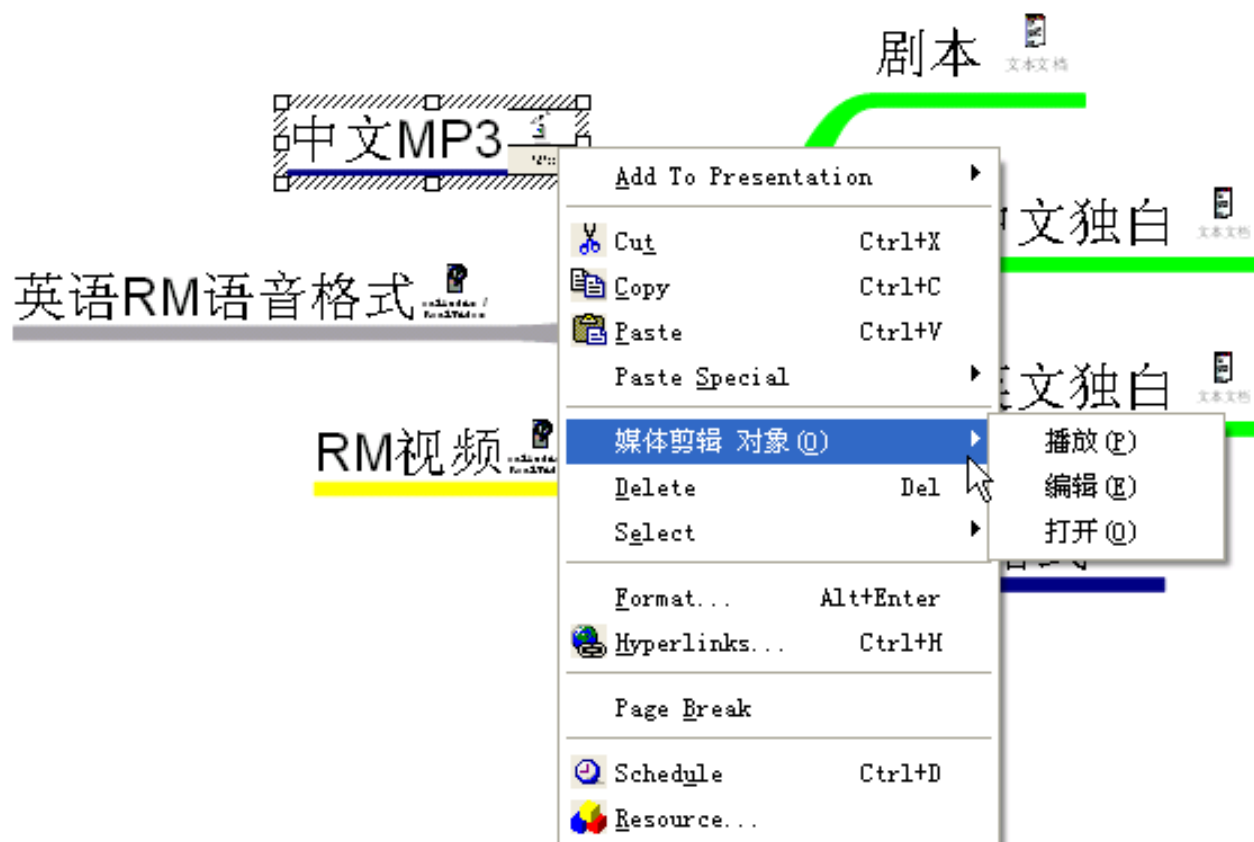 剧本
文本文档
中文MP3
Add To Presentation
文独白
文本文档
Cut Ctrl+X
英语RM语音格式
Copy Ctrl+C
Paste Ctrl+V
Paste Special
文独白
文本文档
RM视频
媒体剪辑 对象(O)
播放(P)
Delete Del
编辑(E)
Select
打开(O)
Format... Alt+Enter
Hyperlinks... Ctrl+H
Page Break
Schedule Ctrl+D
Resource...